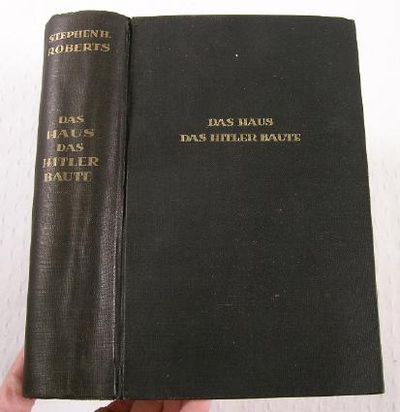 STEPHEN H.
ROBERTS
DAS
HAUS
DAS
HITLER
BAUTE
DAS HAUS
DAS HITLER BAUTE